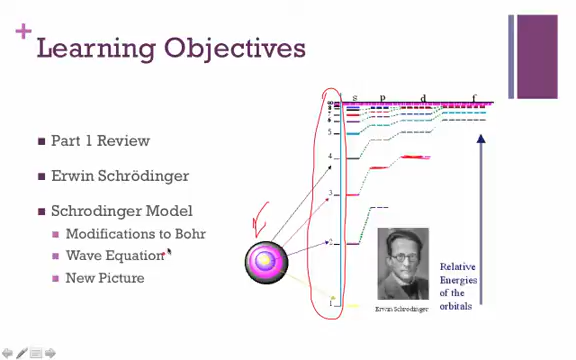 +
Learning Objectives
Part 1 Review
Erwin Schrödinger
Schrodinger Model
Modifications to Bohr
Wave Equation
New Picture
s p d f
5
4
3
2
1
Erwin Schrodinger
Relative
Energies
of the
orbitals